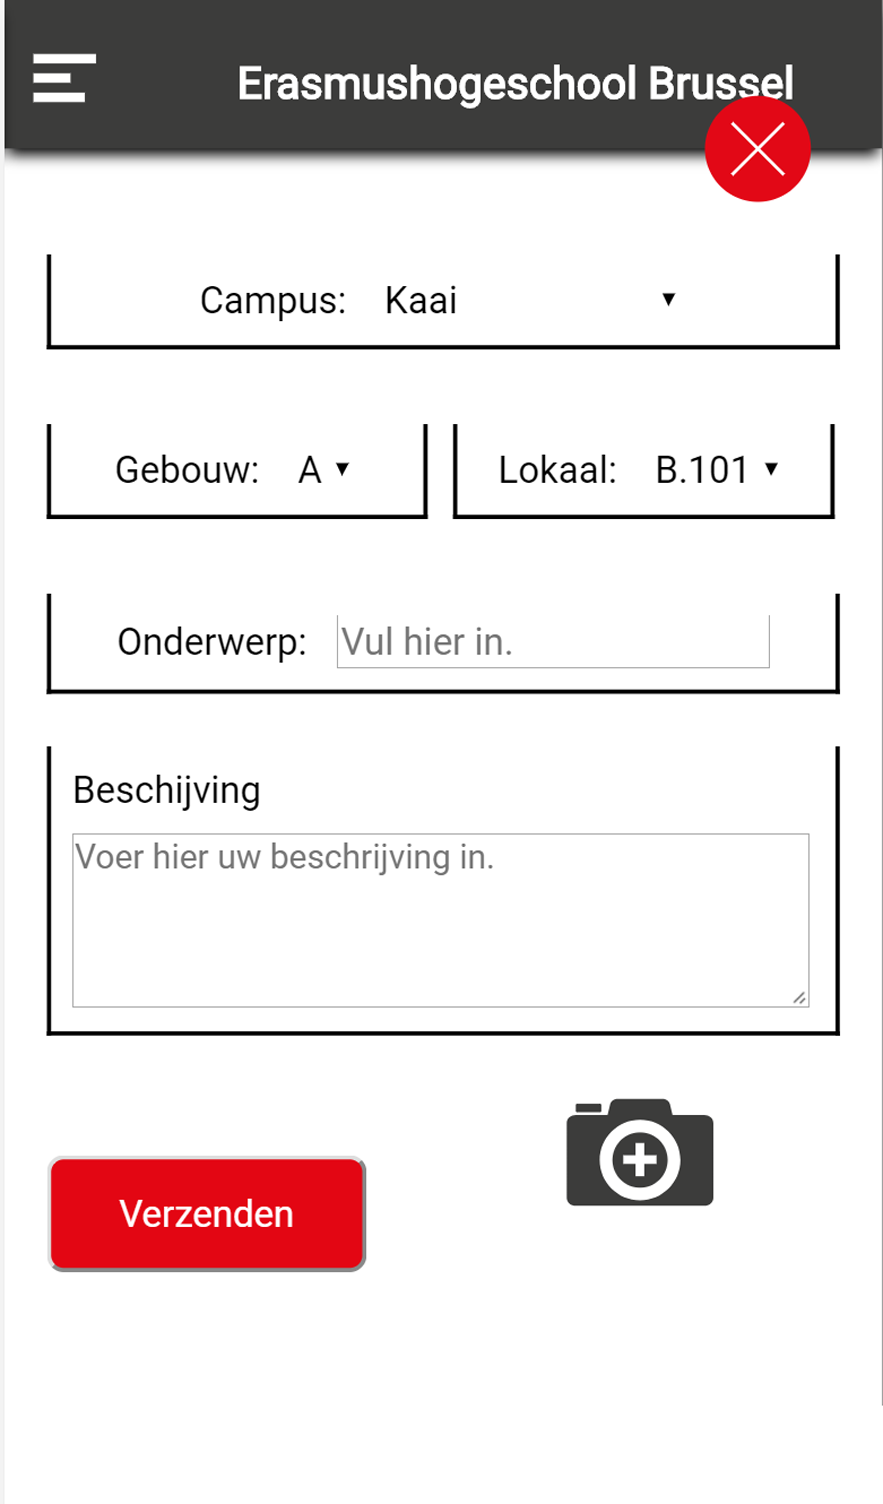 Erasmushogeschool Brussel
Campus: Kaai
Gebouw: A Lokaal: B.101
Onderwerp: Vul hier in.
Beschijving
Voer hier uw beschrijving in.
Verzenden